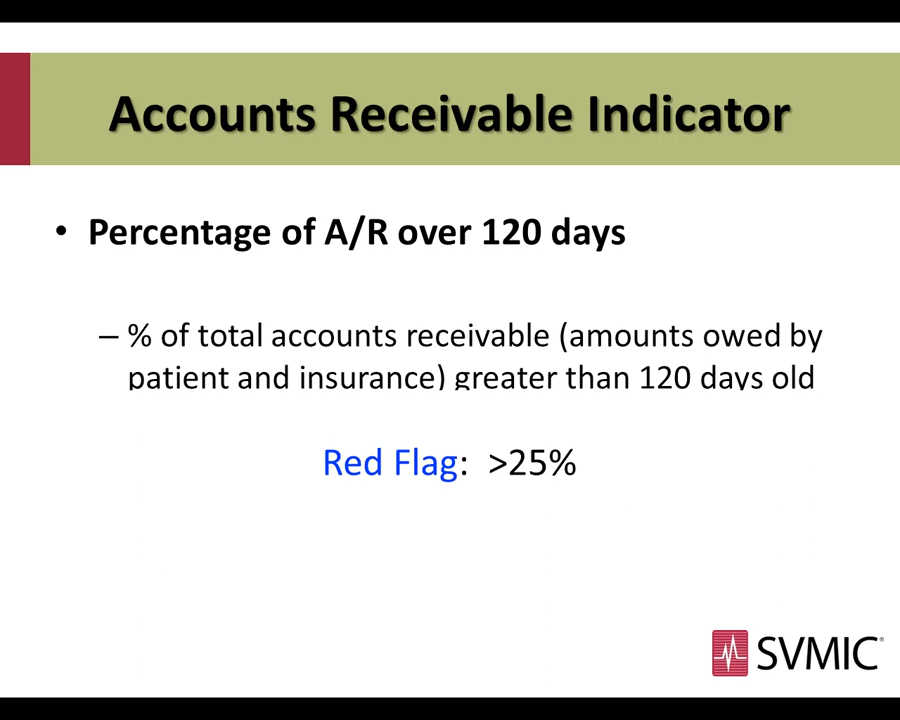 Accounts Receivable Indicator
• Percentage of A/R over 120 days
– % of total accounts receivable (amounts owed by
patient and insurance) greater than 120 days old
Red Flag: >25%
SVMIC®